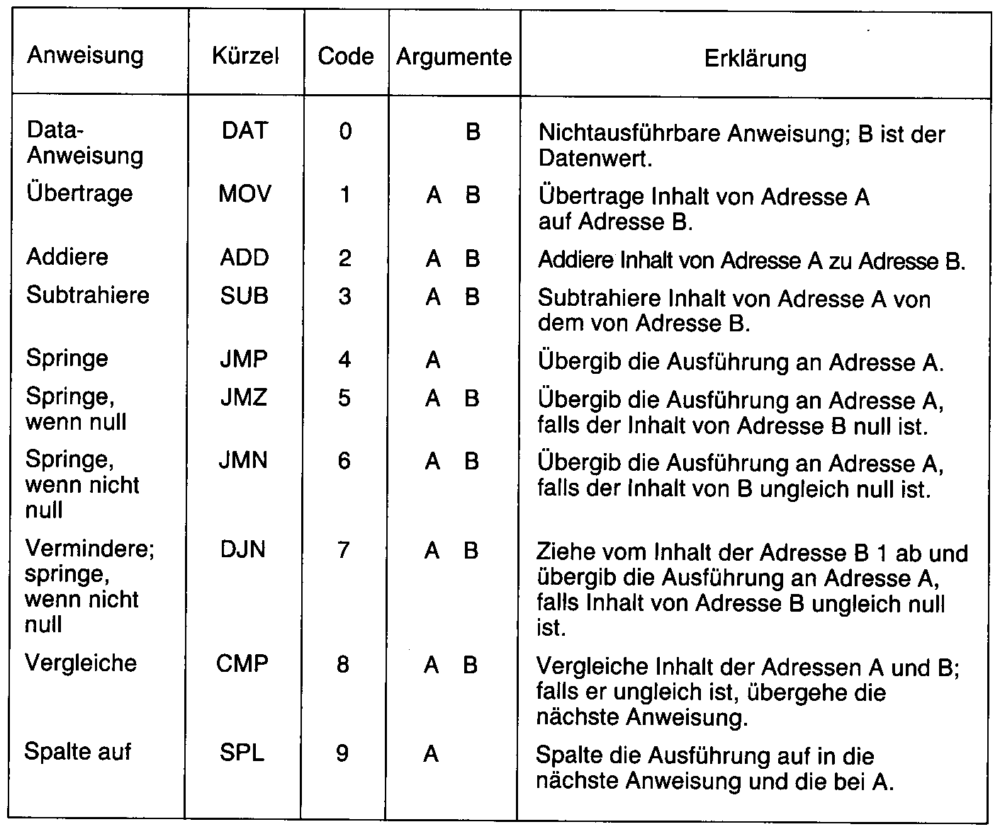 Anweisung Kürzel Code Argumente Erklärung
Data- DAT 0 B Nichtausführbare Anweisung; B ist der
Anweisung Datenwert.
Übertrage MOV 1 A B Übertrage Inhalt von Adresse A
auf Adresse B.
Addiere ADD 2 A B Addiere Inhalt von Adresse A zu Adresse B.
Subtrahiere SUB 3 A B Subtrahiere Inhalt von Adresse A von
dem von Adresse B.
Springe JMP 4 A Übergib die Ausführung an Adresse A.
Springe, JMZ 5 A B Übergib die Ausführung an Adresse A,
wenn null falls der Inhalt von Adresse B null ist.
Springe, JMN 6 A B Übergib die Ausführung an Adresse A,
wenn nicht falls der Inhalt von B ungleich null ist.
null
Vermindere; DJN 7 A B Ziehe vom Inhalt der Adresse B 1 ab und
springe, übergib die Ausführung an Adresse A,
wenn nicht falls Inhalt von Adresse B ungleich null
null ist.
Vergleiche CMP 8 A B Vergleiche Inhalt der Adressen A und B;
falls er ungleich ist, übergehe die
nächste Anweisung.
Spalte auf SPL 9 A Spalte die Ausführung auf in die
nächste Anweisung und die bei A.